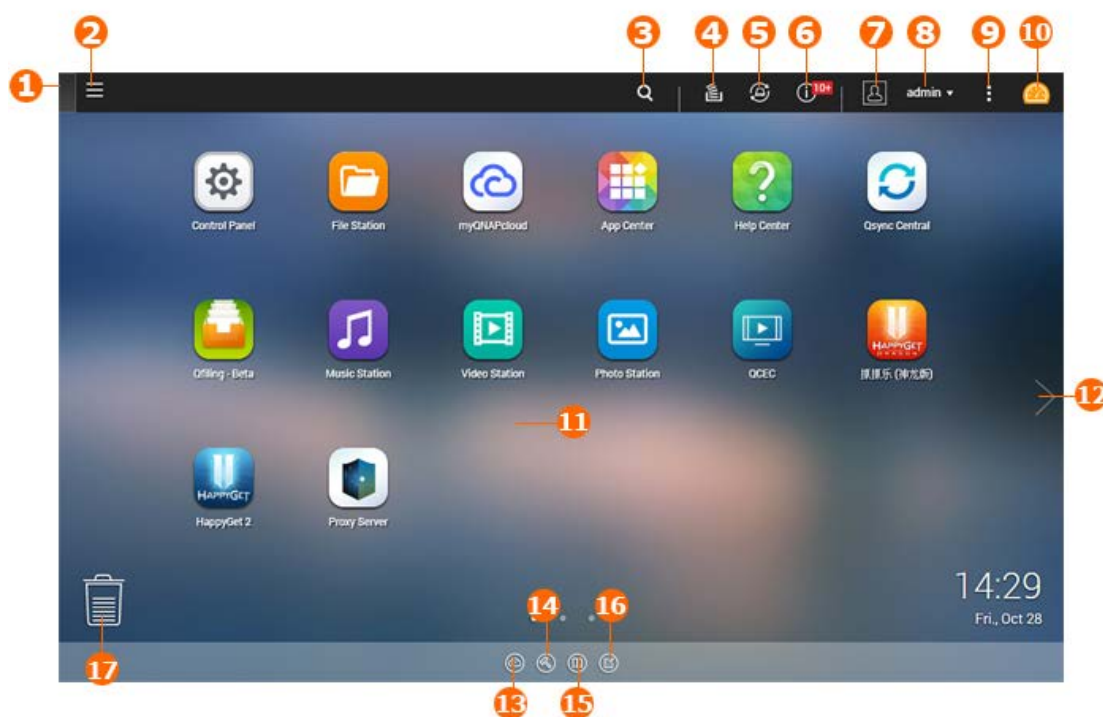 2 3 4 5 6 7 8 9 10
1
10+
admin
Control Panel File Station myQNAPcloud App Center Help Center Qsync Central
HAPPYGET
DRAGON
Qfiling - Beta Music Station Video Station Photo Station QCEC 抓抓乐 (神龙版)
12
11
HAPPYGET
HappyGet 2 Proxy Server
14:29
Fri., Oct 28
14 16
17
13 15